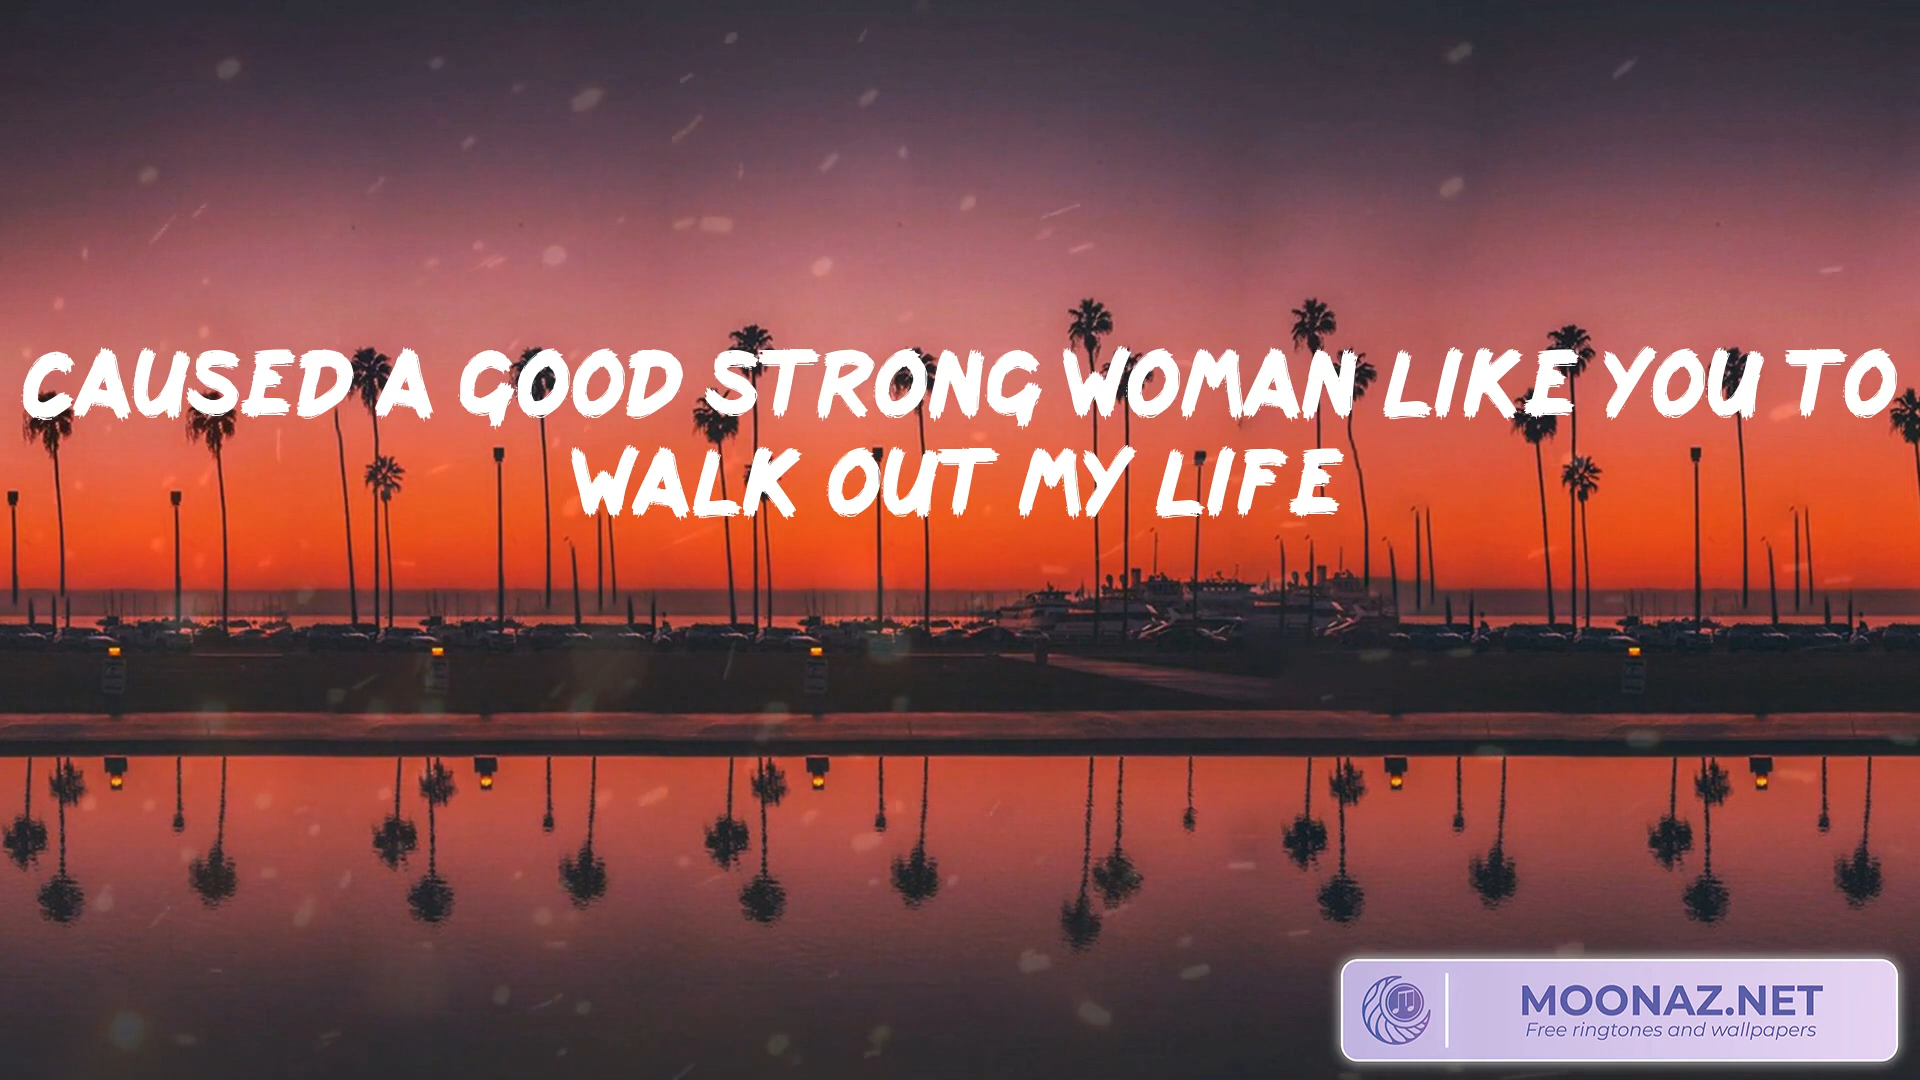 CAUSED A GOOD STRONG WOMAN LIKE YOU TO
WALK OUT MY LIFE
MOONAZ.NET
Free ringtones and wallpapers